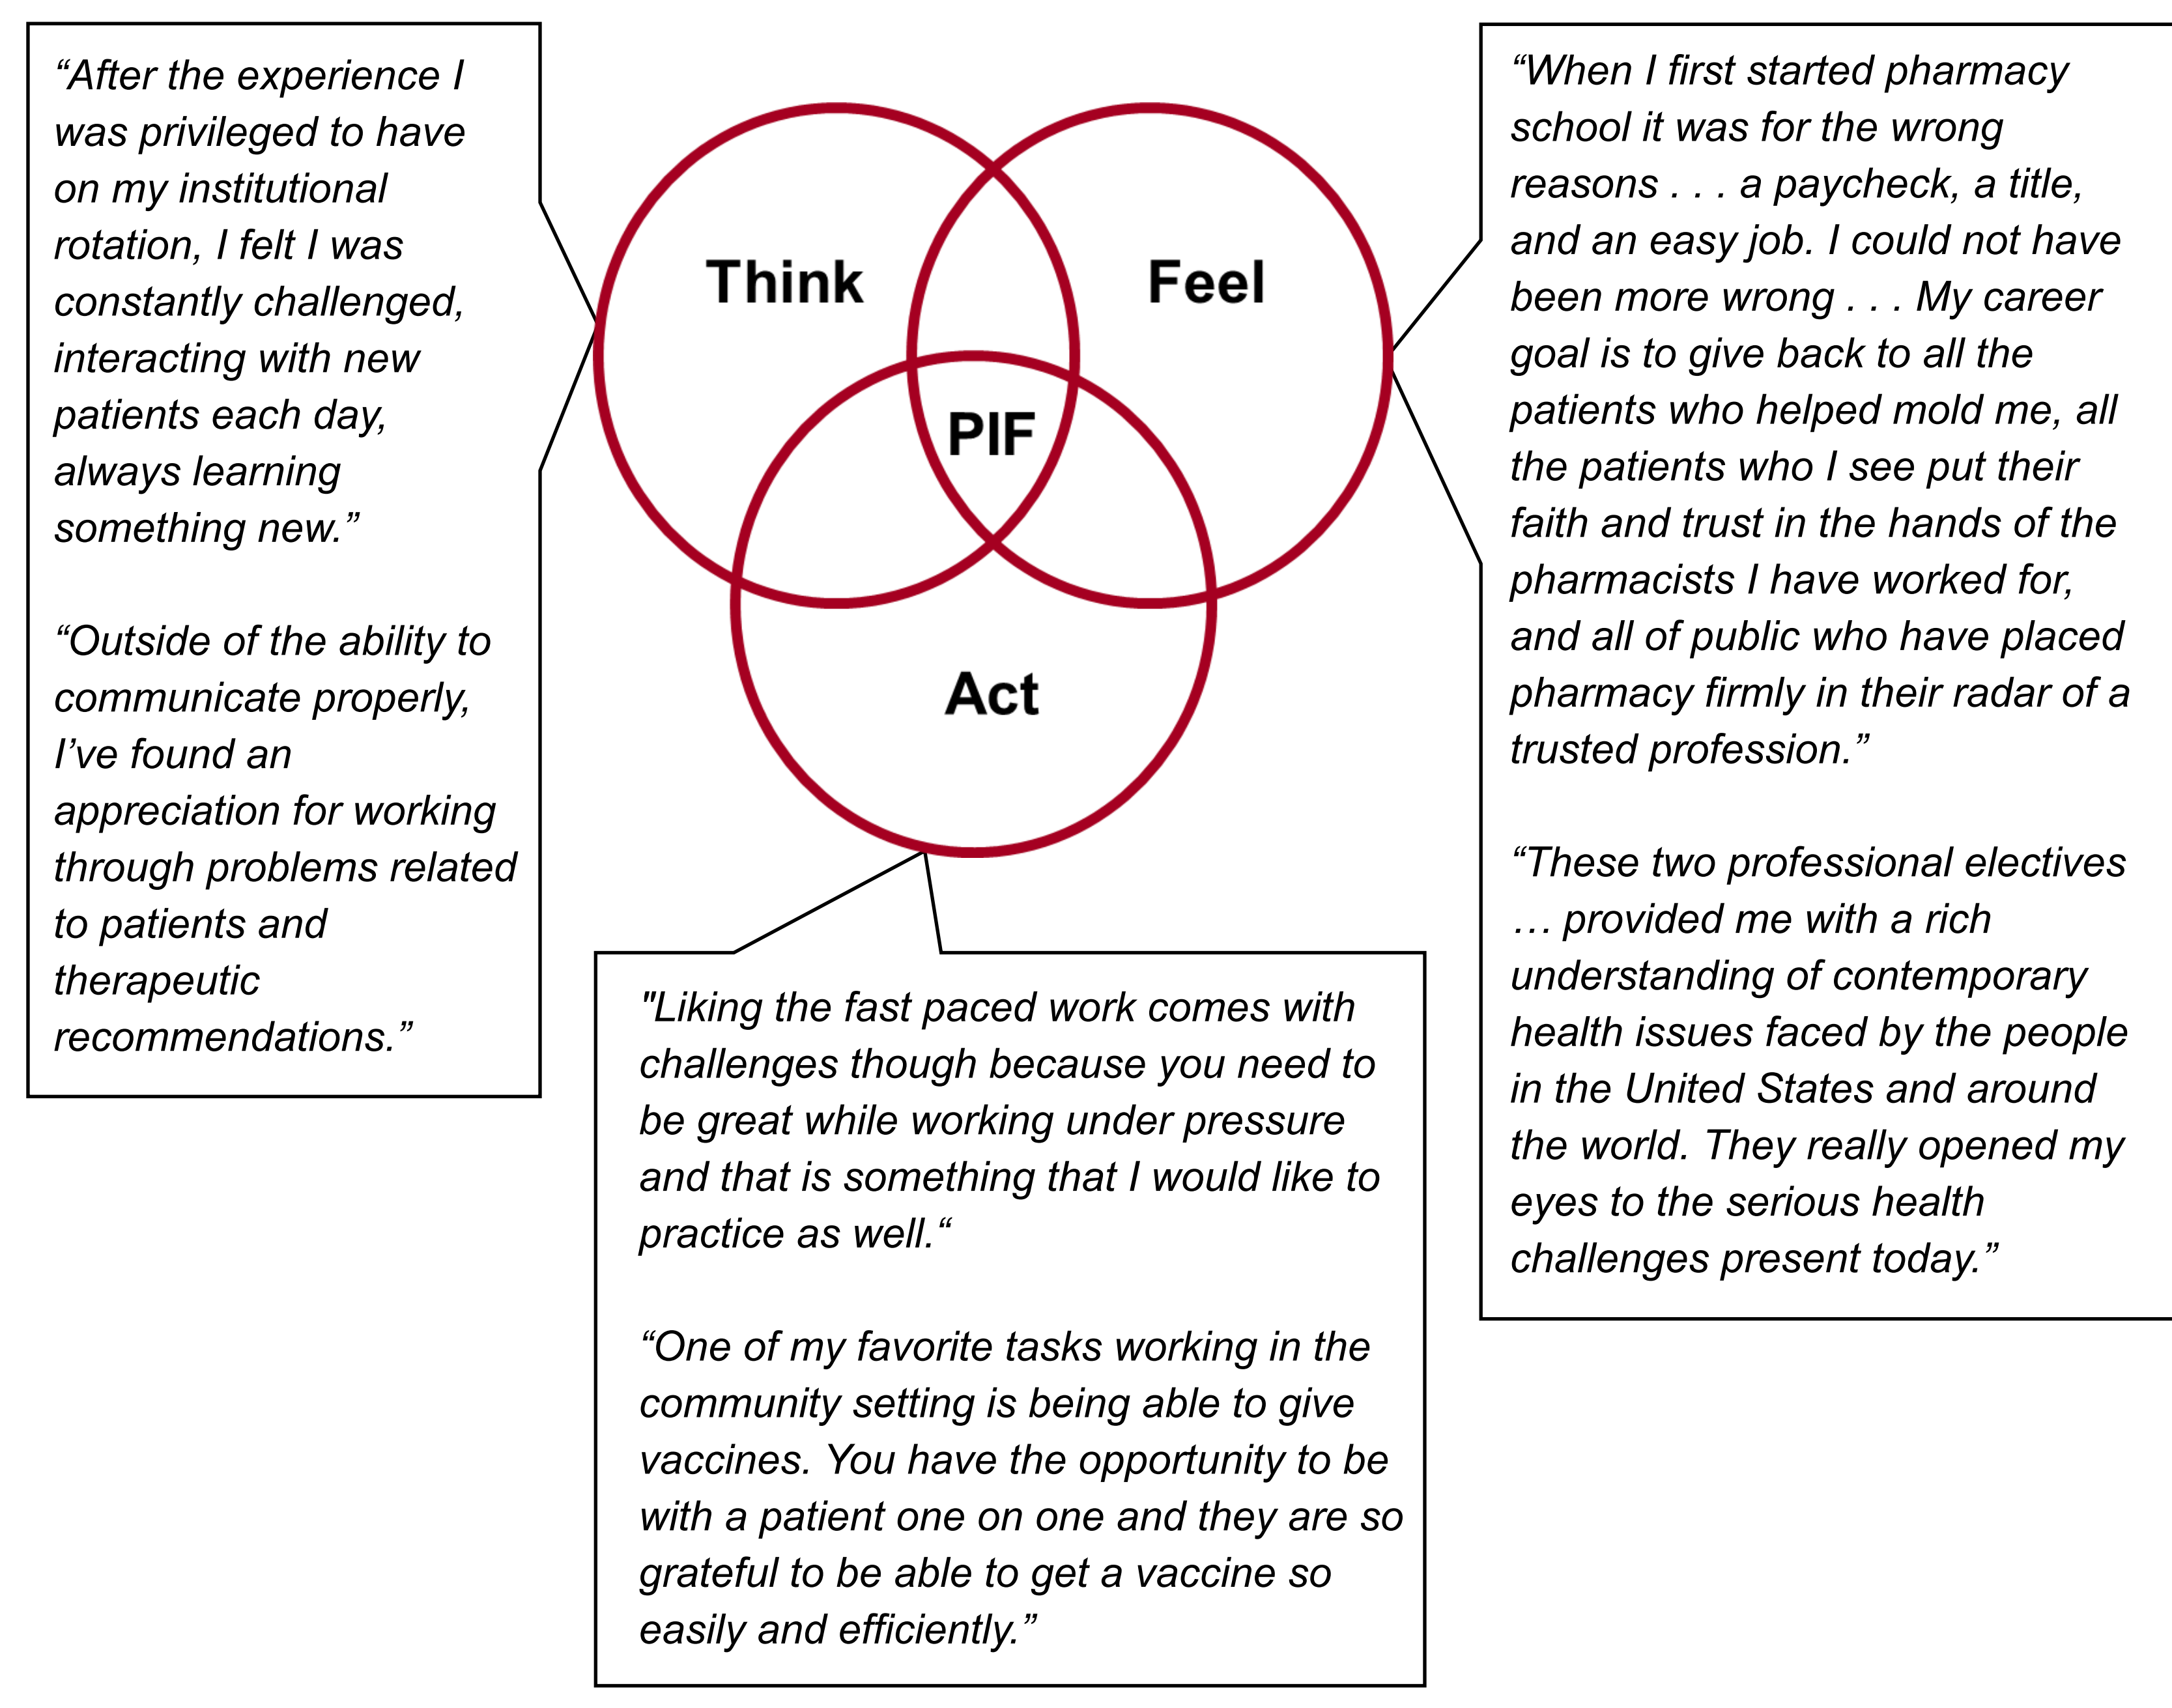 “After the experience I
was privileged to have
on my institutional
rotation, I felt I was
constantly challenged,
interacting with new
patients each day,
always learning
something new.”
“Outside of the ability to
communicate properly,
I’ve found an
appreciation for working
through problems related
to patients and
therapeutic
recommendations.”
Think
Feel
PIF
Act
“When I first started pharmacy
school it was for the wrong
reasons . . . a paycheck, a title,
and an easy job. I could not have
been more wrong . . . My career
goal is to give back to all the
patients who helped mold me, all
the patients who I see put their
faith and trust in the hands of the
pharmacists I have worked for,
and all of public who have placed
pharmacy firmly in their radar of a
trusted profession.”
“These two professional electives
… provided me with a rich
understanding of contemporary
health issues faced by the people
in the United States and around
the world. They really opened my
eyes to the serious health
challenges present today.”
"Liking the fast paced work comes with
challenges though because you need to
be great while working under pressure
and that is something that I would like to
practice as well.“
“One of my favorite tasks working in the
community setting is being able to give
vaccines. You have the opportunity to be
with a patient one on one and they are so
grateful to be able to get a vaccine so
easily and efficiently.”